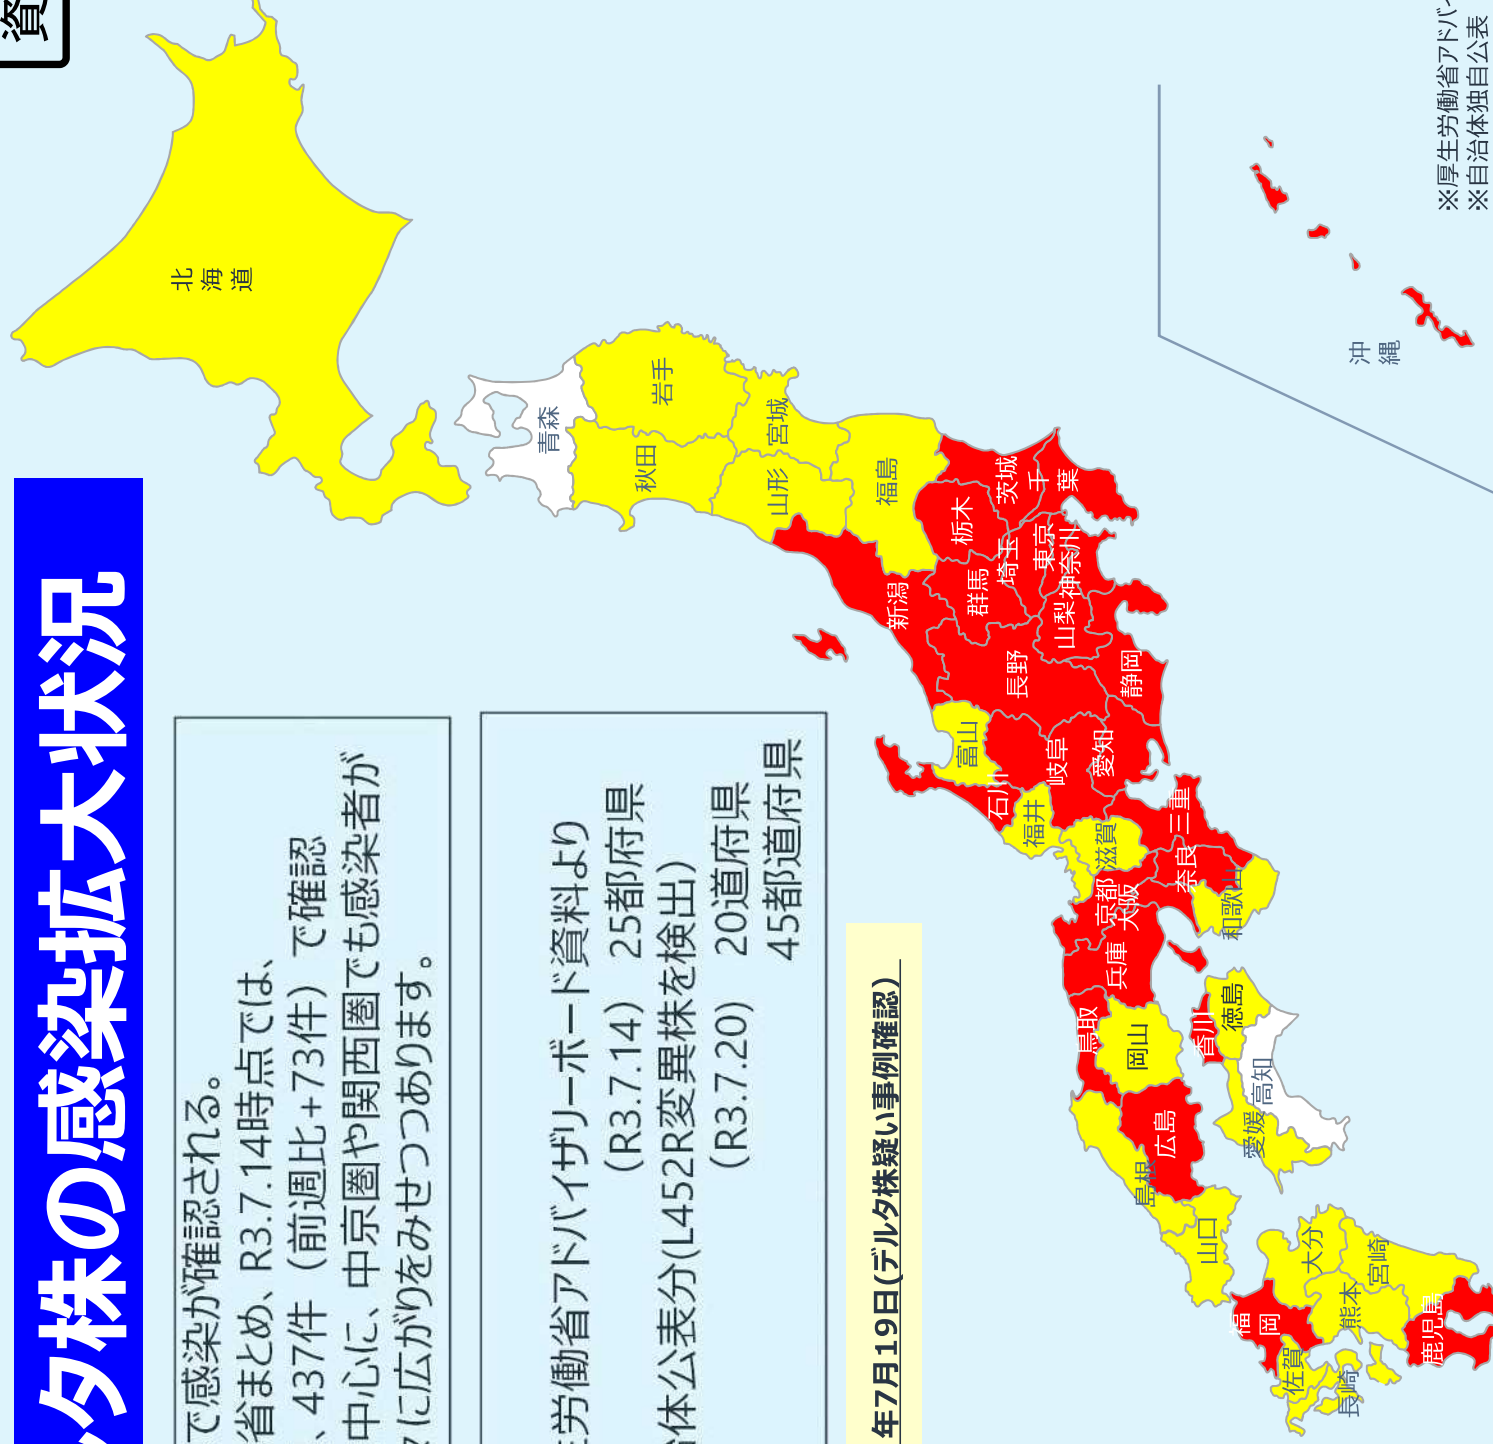 資
タ株の感染拡大状況
で感染が確認される。
省まとめ、R3.7.14時点では、
、437件 （前週比+73件）で確認
中心に、中京圏や関西圏でも感染者が
に広がりをみせつつあります。
労働省アドバイザリーボード資料より
（R3.7.14） 25都府県
体公表分(L452R変異株を検出）
（R3.7.20） 20道府県
45都道府県
年7月19日(デルタ株疑い事例確認）
北海道
青森
岩手
秋田
宮城
山形
福島
新潟
茨城
栃木
千葉
群馬
埼玉
東京
神奈川
山梨
長野
静岡
富山
石川
岐阜
愛知
福井
滋賀
三重
奈良
京都
大阪
和歌山
兵庫
鳥取
岡山
香川
徳島
高知
愛媛
広島
島根
山口
福岡
大分
宮崎
熊本
佐賀
長崎
鹿児島
沖縄
※厚生労働省アドバイ
※自治体独自公表